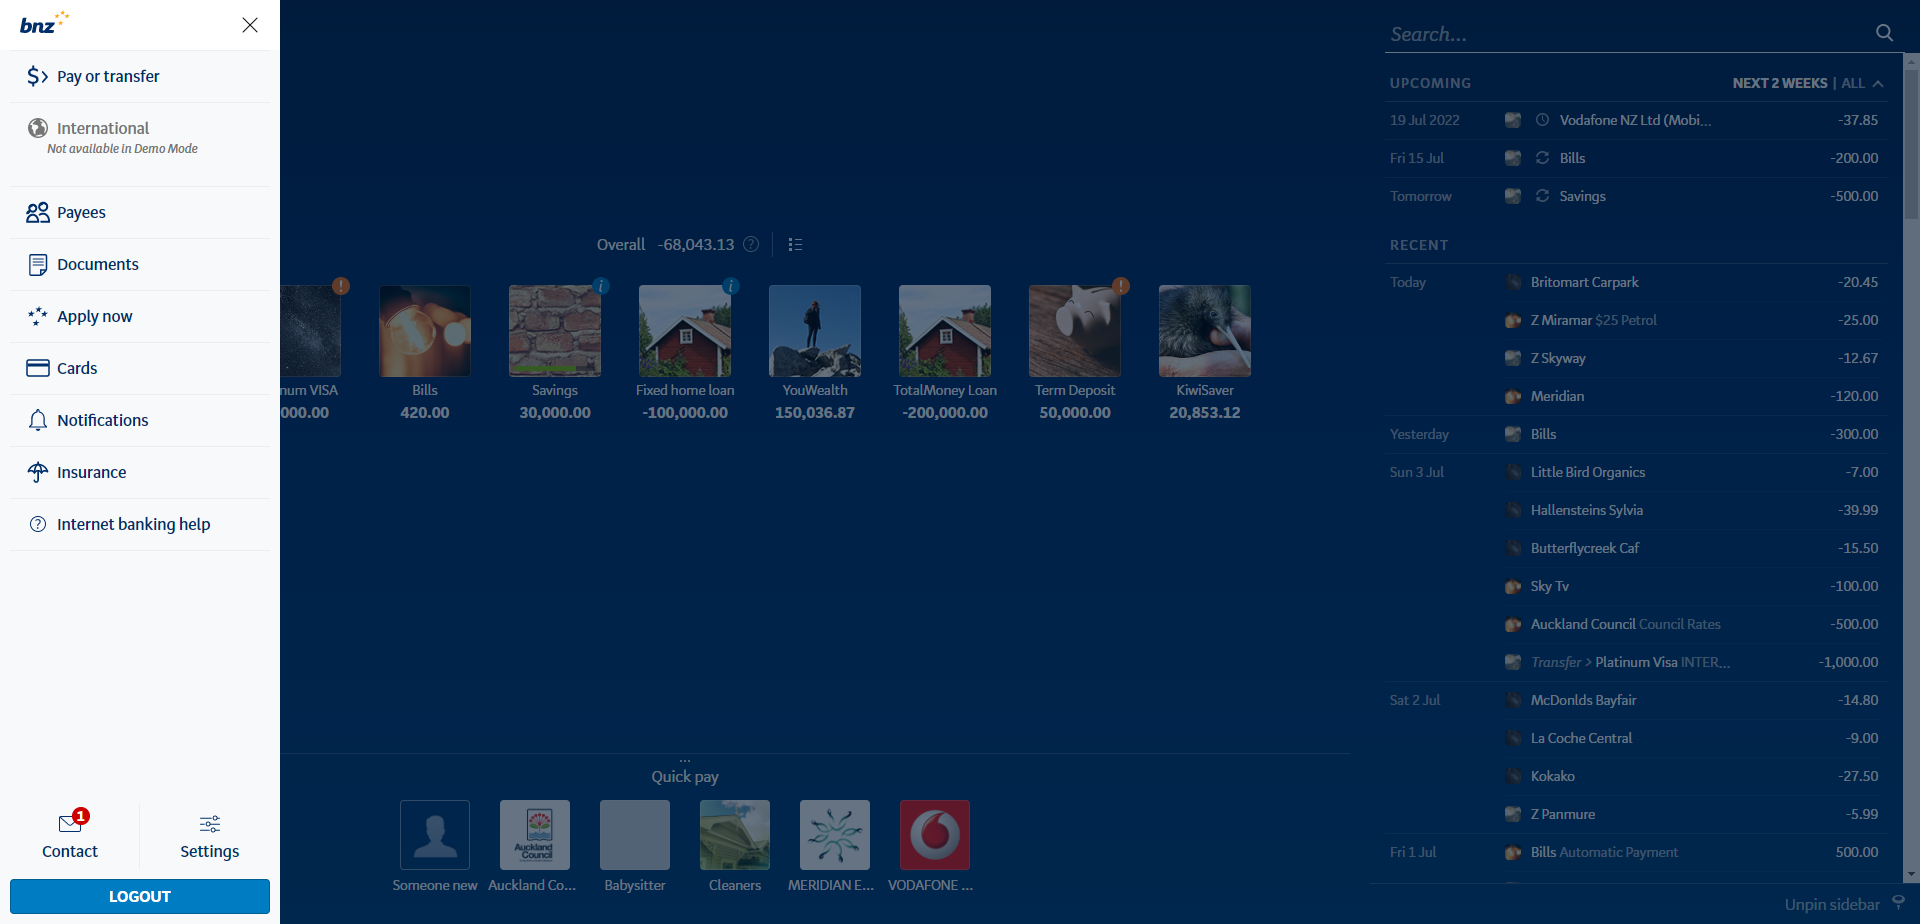 bnz
Pay or transfer
International
Not available in Demo Mode
Payees
Documents
Apply now
Cards
Notifications
Insurance
Internet banking help
1
Contact
Settings
LOGOUT
Overall -68,043.13 ?
! i i !
num VISA Bills Savings Fixed home loan YouWealth TotalMoney Loan Term Deposit KiwiSaver
000.00 420.00 30,000.00 -100,000.00 150,036.87 -200,000.00 50,000.00 20,853.12
...
Quick pay
Auckland
Council
Someone new Auckland Co... Babysitter Cleaners MERIDIAN E... VODAFONE ...
Search...
UPCOMING NEXT 2 WEEKS | ALL
19 Jul 2022 Vodafone NZ Ltd (Mobi... -37.85
Fri 15 Jul Bills -200.00
Tomorrow Savings -500.00
RECENT
Today Britomart Carpark -20.45
Z Miramar $25 Petrol -25.00
Z Skyway -12.67
Meridian -120.00
Yesterday Bills -300.00
Sun 3 Jul Little Bird Organics -7.00
Hallensteins Sylvia -39.99
Butterflycreek Caf -15.50
Sky Tv -100.00
Auckland Council Council Rates -500.00
Transfer > Platinum Visa INTER... -1,000.00
Sat 2 Jul McDonlds Bayfair -14.80
La Coche Central -9.00
Kokako -27.50
Z Panmure -5.99
Fri 1 Jul Bills Automatic Payment 500.00
Unpin sidebar